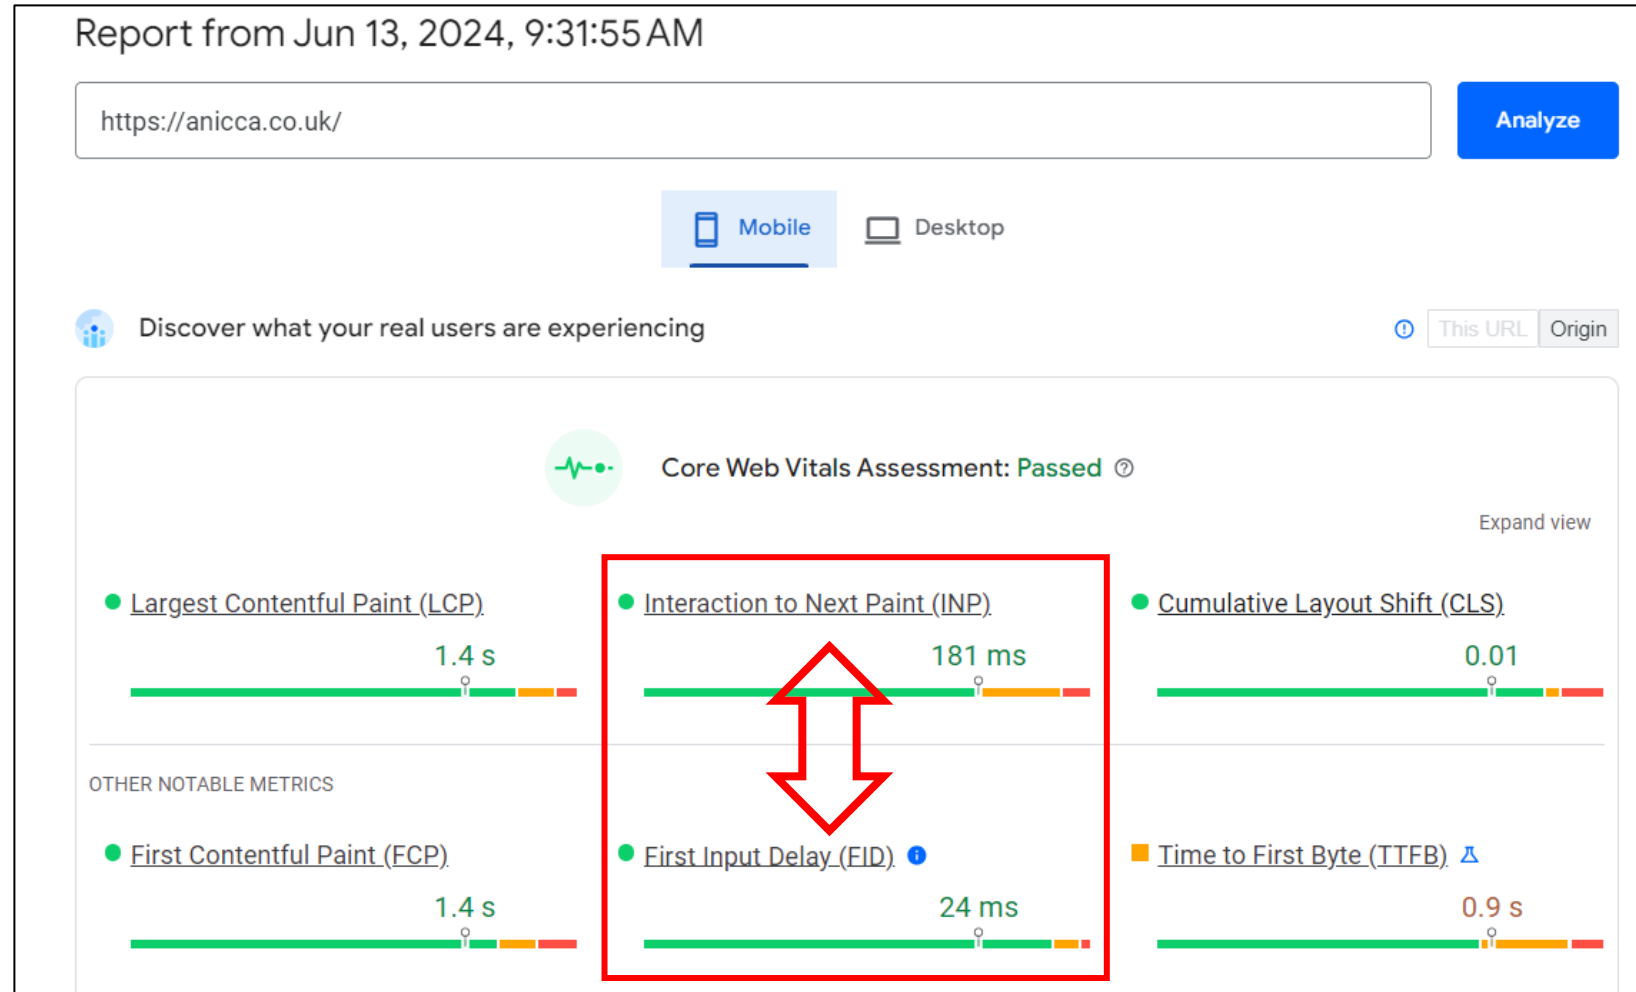 Report from Jun 13, 2024, 9:31:55 AM
https://anicca.co.uk/
Analyze
Mobile
Desktop
Discover what your real users are experiencing
This URL
Origin
Core Web Vitals Assessment: Passed
Expand view
Largest Contentful Paint (LCP)
1.4 s
Interaction to Next Paint (INP)
181 ms
Cumulative Layout Shift (CLS)
0.01
OTHER NOTABLE METRICS
First Contentful Paint (FCP)
1.4 s
First Input Delay (FID)
24 ms
Time to First Byte (TTFB)
0.9 s